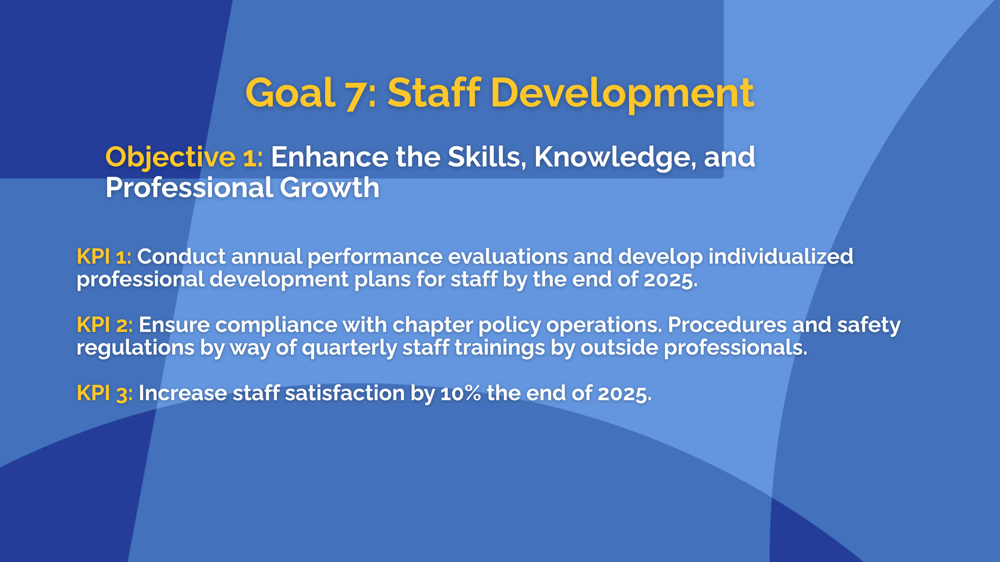 Goal 7: Staff Development
Objective 1: Enhance the Skills, Knowledge, and
Professional Growth
KPI 1: Conduct annual performance evaluations and develop individualized
professional development plans for staff by the end of 2025.
KPI 2: Ensure compliance with chapter policy operations. Procedures and safety
regulations by way of quarterly staff trainings by outside professionals.
KPI 3: Increase staff satisfaction by 10% the end of 2025.